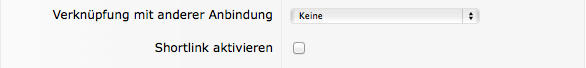 Verknüpfung mit anderer Anbindung Keine
Shortlink aktivieren